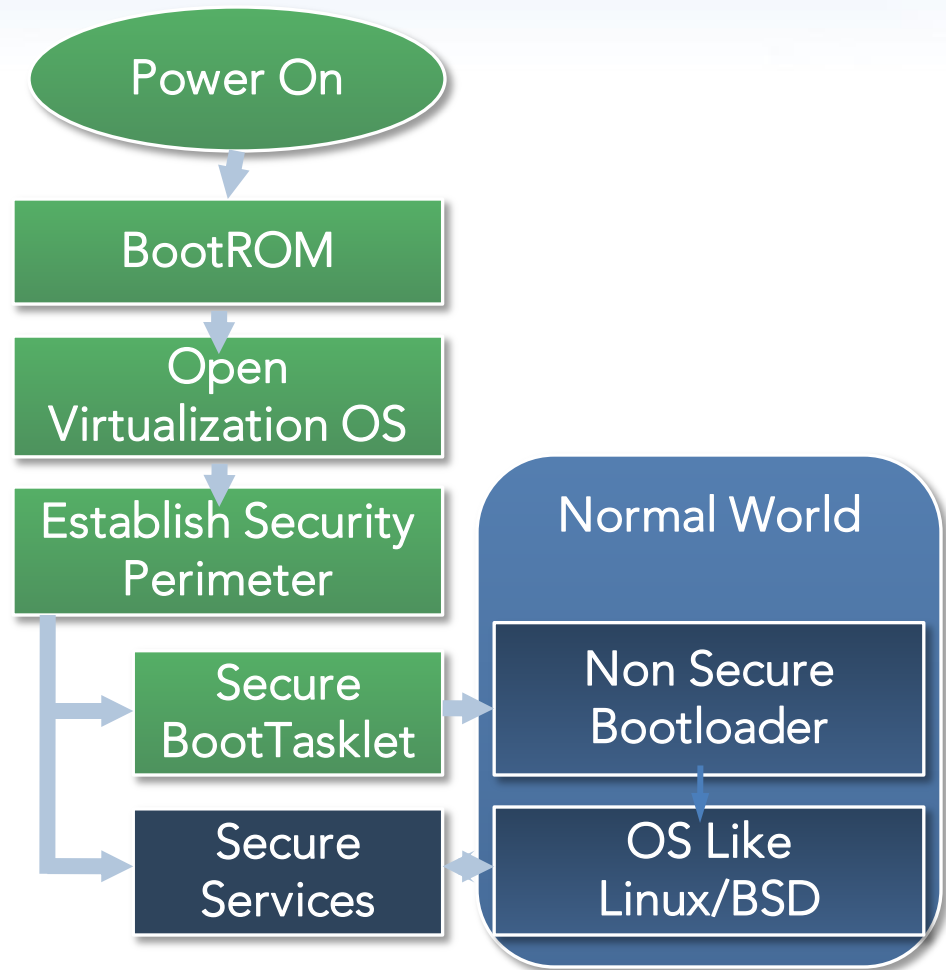 Power On
BootROM
Open
Virtualization OS
Establish Security
Perimeter
Secure
BootTasklet
Secure
Services
Normal World
Non Secure
Bootloader
OS Like
Linux/BSD